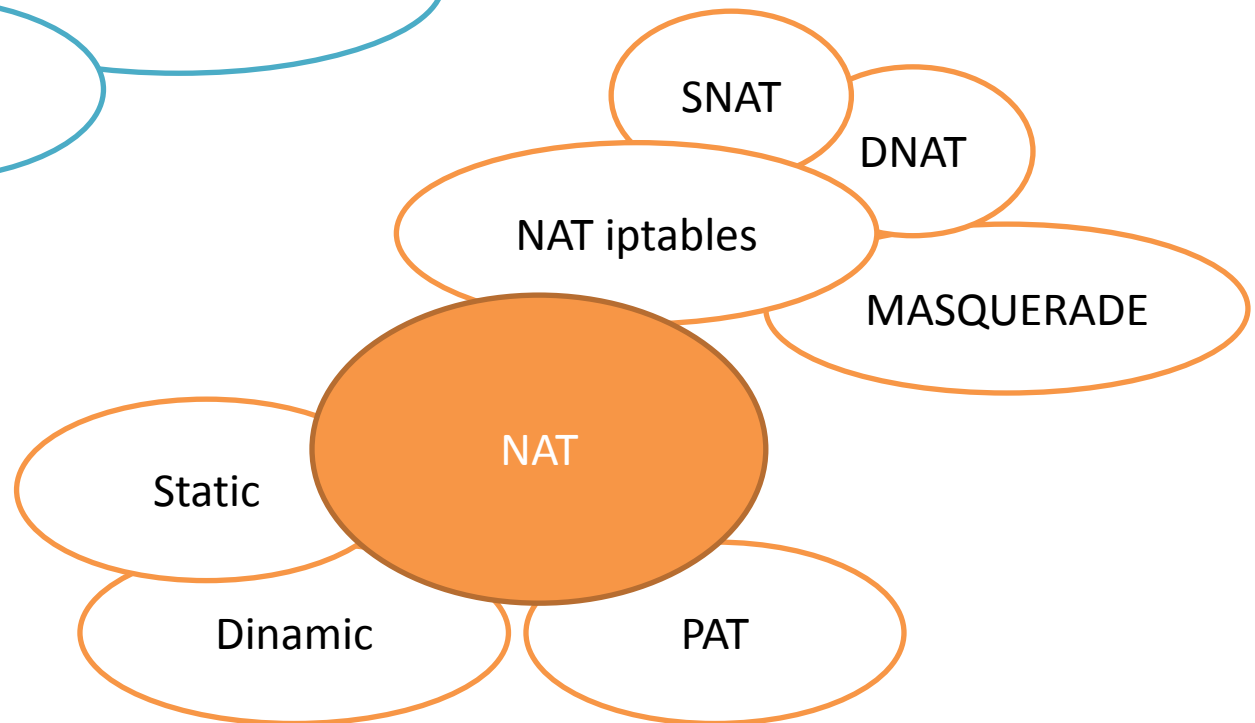 SNAT
DNAT
NAT iptables
MASQUERADE
NAT
Static
Dinamic
PAT